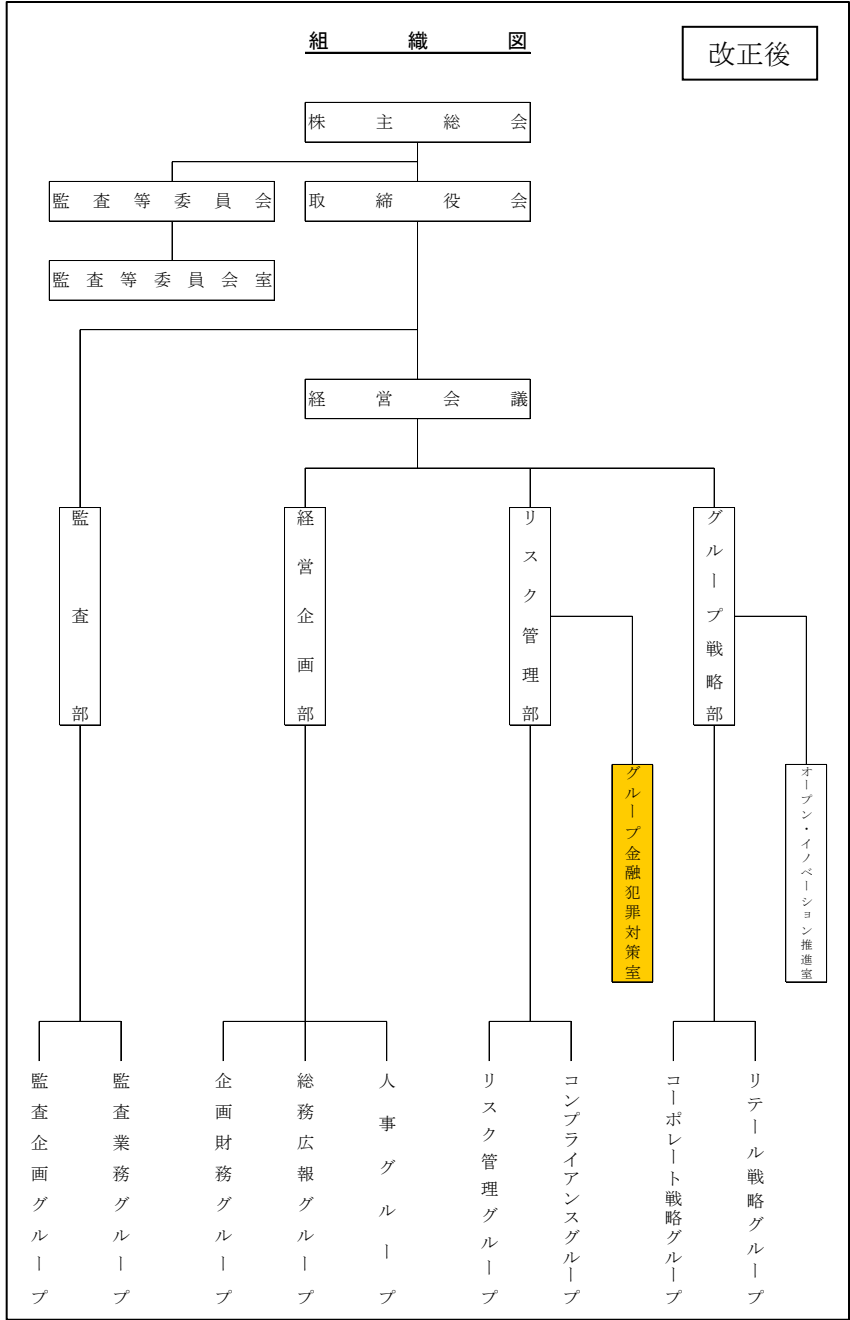 組織図
改正後
株主総会
監査等委員会
取締役会
監査等委員会室
経営会議
監査部
経営企画部
リスク管理部
グループ戦略部
グループ金融犯罪対策室
オープン・イノベーション推進室
監査企画グループ
監査業務グループ
企画財務グループ
総務広報グループ
人事グループ
リスク管理グループ
コンプライアンスグループ
コーポレート戦略グループ
リテール戦略グループ